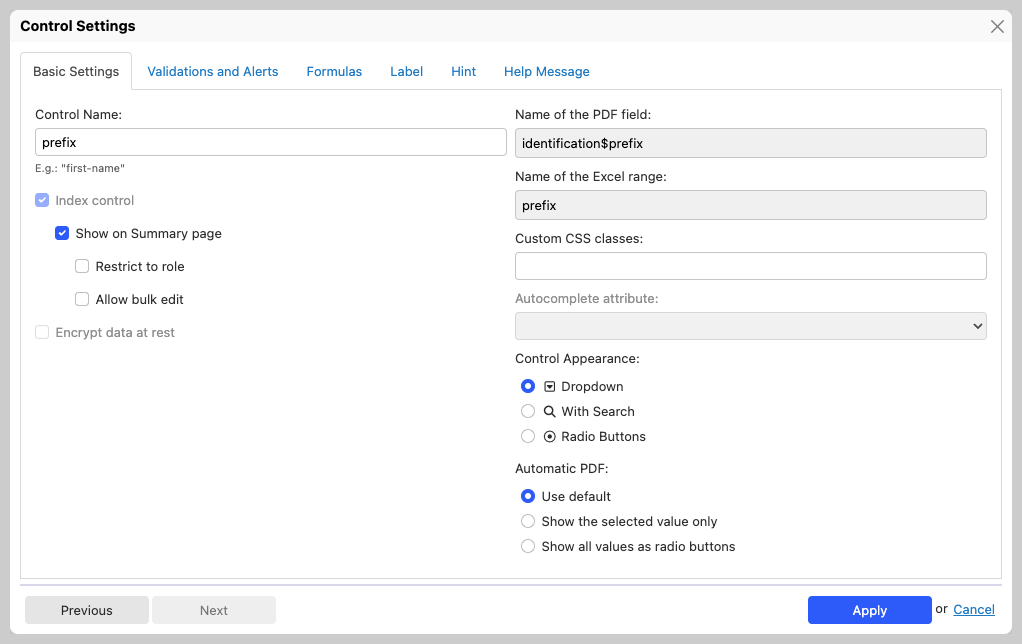 Control Settings
Basic Settings
Validations and Alerts
Formulas
Label
Hint
Help Message
Control Name:
prefix
E.g.: "first-name"
Index control
Show on Summary page
Restrict to role
Allow bulk edit
Encrypt data at rest
Name of the PDF field:
identification$prefix
Name of the Excel range:
prefix
Custom CSS classes:
Autocomplete attribute:
Control Appearance:
Dropdown
With Search
Radio Buttons
Automatic PDF:
Use default
Show the selected value only
Show all values as radio buttons
Previous
Next
Apply
or Cancel